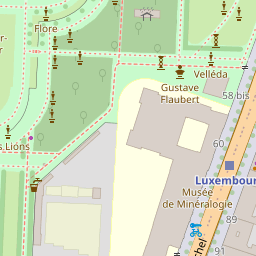 Flore
Velléda
Gustave
Flaubert
58 bis
s Lions
60
Luxembour
Musée
de Minéralogie
89
91